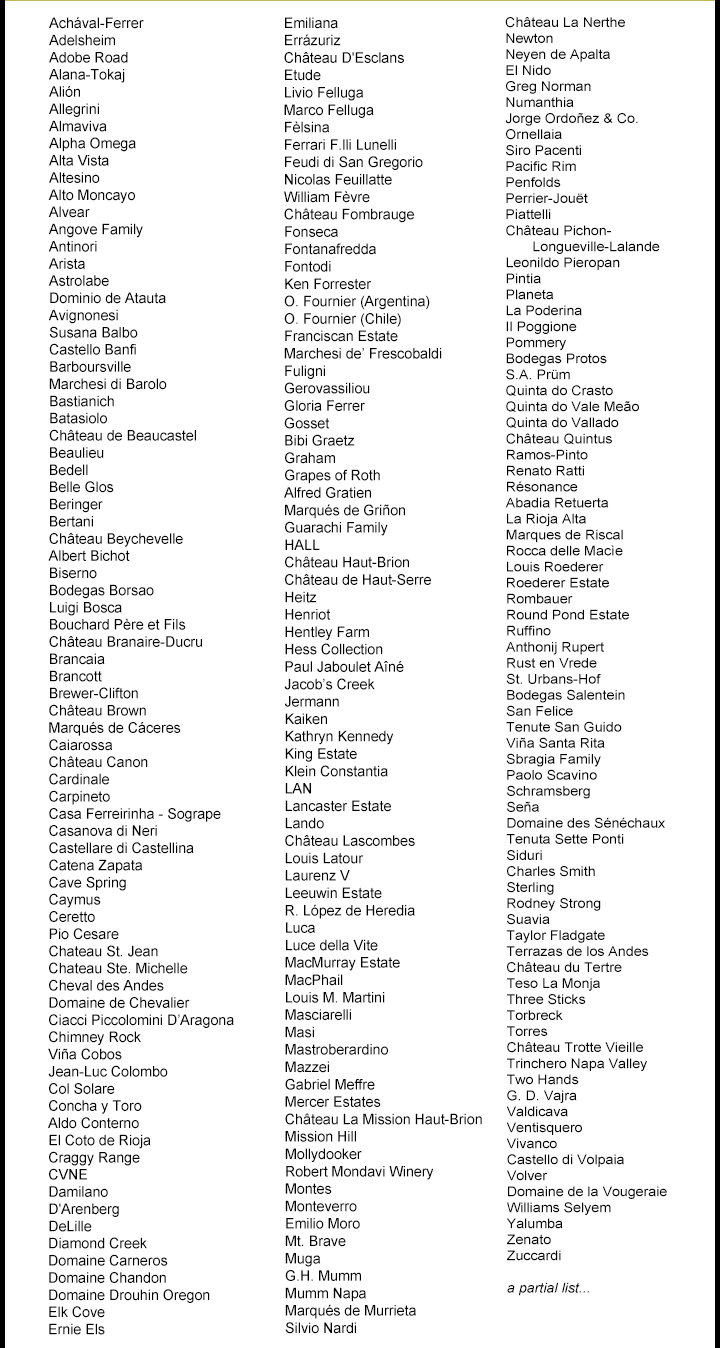 Achával-Ferrer
Adelsheim
Adobe Road
Alana-Tokaj
Alión
Allegrini
Almaviva
Alpha Omega
Alta Vista
Altesino
Alto Moncayo
Alvear
Angove Family
Antinori
Arista
Astrolabe
Dominio de Atauta
Avignonesi
Susana Balbo
Castello Banfi
Barboursville
Marchesi di Barolo
Bastianich
Batasiolo
Château de Beaucastel
Beaulieu
Bedell
Belle Glos
Beringer
Bertani
Château Beychevelle
Albert Bichot
Biserno
Bodegas Borsao
Luigi Bosca
Bouchard Père et Fils
Château Branaire-Ducru
Brancaia
Brancott
Brewer-Clifton
Château Brown
Marqués de Cáceres
Caiarossa
Château Canon
Cardinale
Carpineto
Casa Ferreirinha - Sogrape
Casanova di Neri
Castellare di Castellina
Catena Zapata
Cave Spring
Caymus
Ceretto
Pio Cesare
Chateau St. Jean
Chateau Ste. Michelle
Cheval des Andes
Domaine de Chevalier
Ciacci Piccolomini D'Aragona
Chimney Rock
Viña Cobos
Jean-Luc Colombo
Col Solare
Concha y Toro
Aldo Conterno
El Coto de Rioja
Craggy Range
CVNE
Damilano
D'Arenberg
DeLille
Diamond Creek
Domaine Carneros
Domaine Chandon
Domaine Drouhin Oregon
Elk Cove
Ernie Els
Emiliana
Errázuriz
Château D'Esclans
Etude
Livio Felluga
Marco Felluga
Fèlsina
Ferrari F.lli Lunelli
Feudi di San Gregorio
Nicolas Feuillatte
William Fèvre
Château Fombrauge
Fonseca
Fontanafredda
Fontodi
Ken Forrester
O. Fournier (Argentina)
O. Fournier (Chile)
Franciscan Estate
Marchesi de' Frescobaldi
Fuligni
Gerovassiliou
Gloria Ferrer
Gosset
Bibi Graetz
Graham
Grapes of Roth
Alfred Gratien
Marqués de Griñon
Guarachi Family
HALL
Château Haut-Brion
Château de Haut-Serre
Heitz
Henriot
Hentley Farm
Hess Collection
Paul Jaboulet Aîné
Jacob's Creek
Jermann
Kaiken
Kathryn Kennedy
King Estate
Klein Constantia
LAN
Lancaster Estate
Lando
Château Lascombes
Louis Latour
Laurenz V
Leeuwin Estate
R. López de Heredia
Luca
Luce della Vite
MacMurray Estate
MacPhail
Louis M. Martini
Masciarelli
Masi
Mastroberardino
Mazzei
Gabriel Meffre
Mercer Estates
Château La Mission Haut-Brion
Mission Hill
Mollydooker
Robert Mondavi Winery
Montes
Monteverro
Emilio Moro
Mt. Brave
Muga
G.H. Mumm
Mumm Napa
Marqués de Murrieta
Silvio Nardi
Château La Nerthe
Newton
Neyen de Apalta
El Nido
Greg Norman
Numanthia
Jorge Ordoñez & Co.
Ornellaia
Siro Pacenti
Pacific Rim
Penfolds
Perrier-Jouët
Piattelli
Château Pichon-
Longueville-Lalande
Leonildo Pieropan
Pintia
Planeta
La Poderina
Il Poggione
Pommery
Bodegas Protos
S.A. Prüm
Quinta do Crasto
Quinta do Vale Meão
Quinta do Vallado
Château Quintus
Ramos-Pinto
Renato Ratti
Résonance
Abadia Retuerta
La Rioja Alta
Marques de Riscal
Rocca delle Macìe
Louis Roederer
Roederer Estate
Rombauer
Round Pond Estate
Ruffino
Anthonij Rupert
Rust en Vrede
St. Urbans-Hof
Bodegas Salentein
San Felice
Tenute San Guido
Viña Santa Rita
Sbragia Family
Paolo Scavino
Schramsberg
Seña
Domaine des Sénéchaux
Tenuta Sette Ponti
Siduri
Charles Smith
Sterling
Rodney Strong
Suavia
Taylor Fladgate
Terrazas de los Andes
Château du Tertre
Teso La Monja
Three Sticks
Torbreck
Torres
Château Trotte Vieille
Trinchero Napa Valley
Two Hands
G. D. Vajra
Valdicava
Ventisquero
Vivanco
Castello di Volpaia
Volver
Domaine de la Vougeraie
Williams Selyem
Yalumba
Zenato
Zuccardi
a partial list...